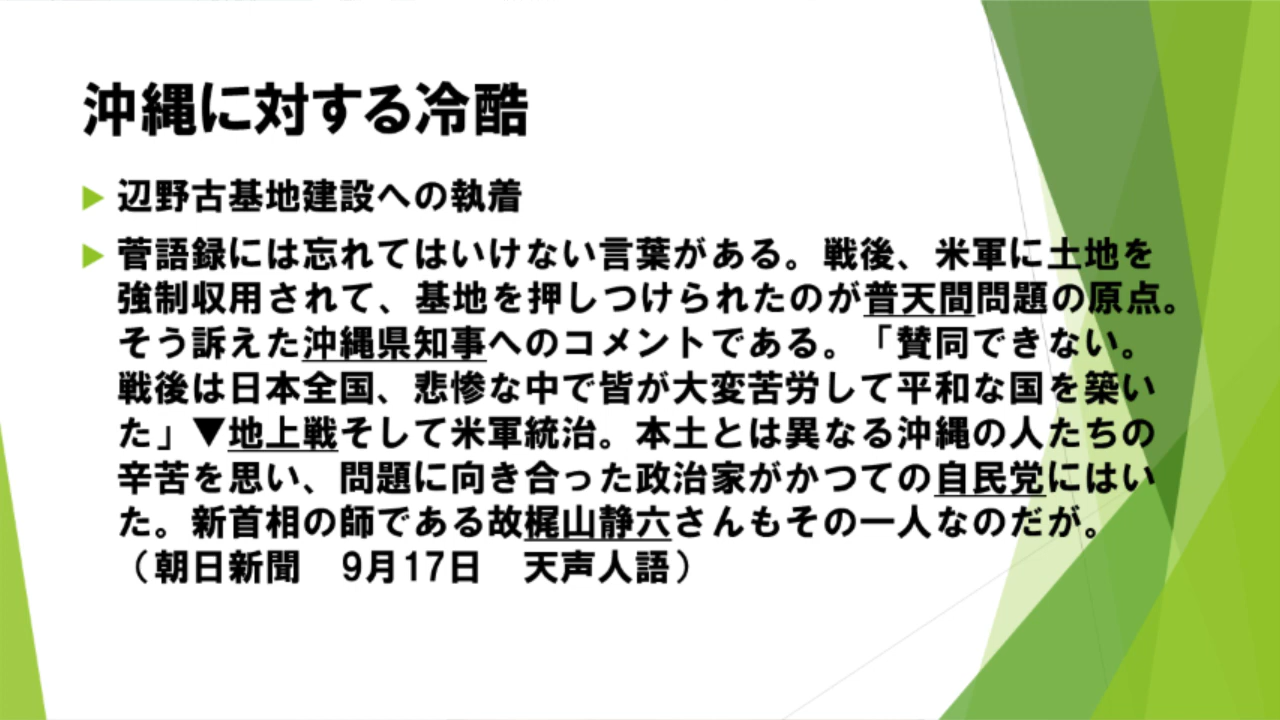 沖縄に対する冷酷
辺野古基地建設への執着
菅語録には忘れてはいけない言葉がある。戦後、米軍に土地を
強制収用されて、基地を押しつけられたのが普天間問題の原点。
そう訴えた沖縄県知事へのコメントである。「賛同できない。
戦後は日本全国、悲惨な中で皆が大変苦労して平和な国を築い
た」▼地上戦そして米軍統治。本土とは異なる沖縄の人たちの
辛苦を思い、問題に向き合った政治家がかつての自民党にはい
た。新首相の師である故梶山静六さんもその一人なのだが。
（朝日新聞　9月17日　天声人語）